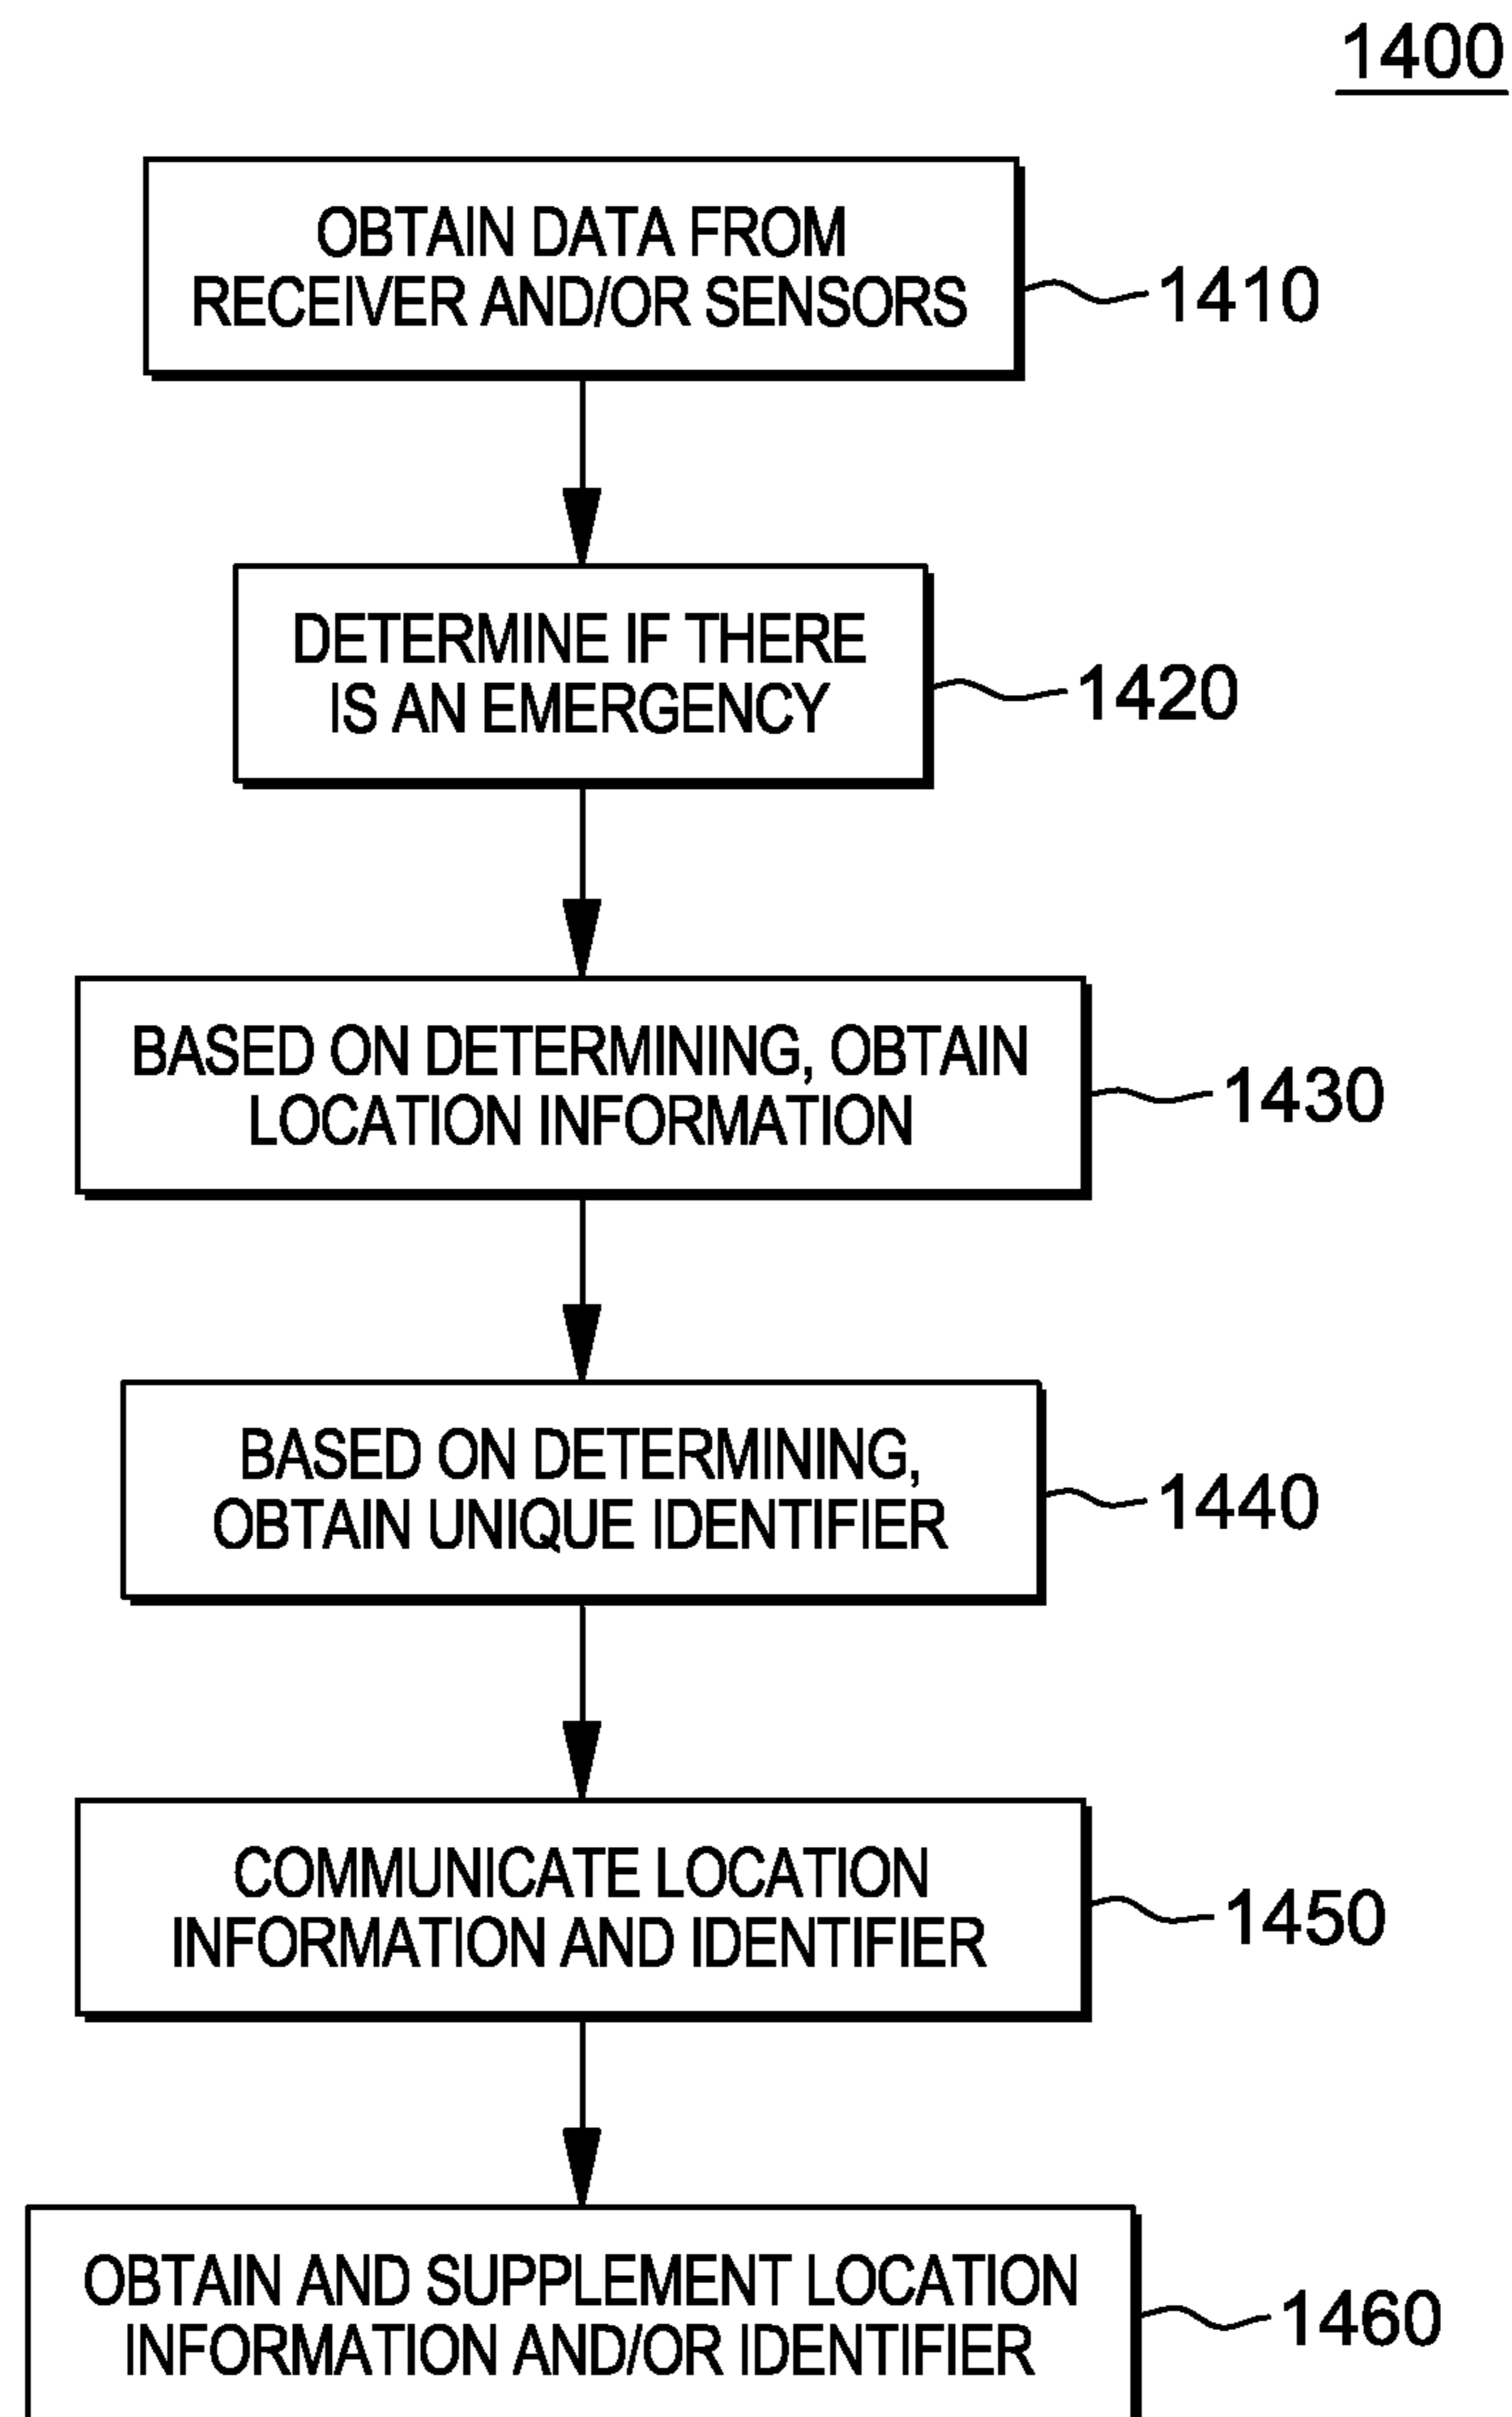 1400
OBTAIN DATA FROM
RECEIVER AND/OR SENSORS
1410
DETERMINE IF THERE
IS AN EMERGENCY
1420
BASED ON DETERMINING, OBTAIN
LOCATION INFORMATION
1430
BASED ON DETERMINING,
OBTAIN UNIQUE IDENTIFIER
1440
COMMUNICATE LOCATION
INFORMATION AND IDENTIFIER
1450
OBTAIN AND SUPPLEMENT LOCATION
INFORMATION AND/OR IDENTIFIER
1460